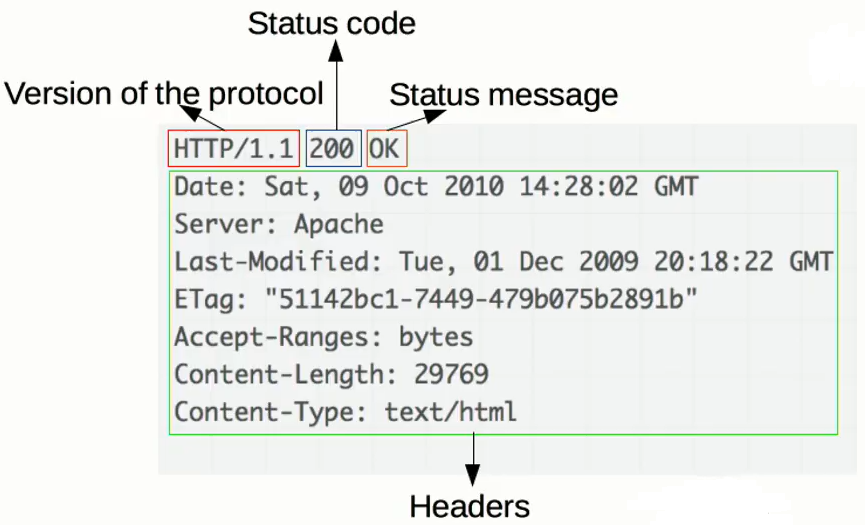 Status code
Version of the protocol
Status message
HTTP/1.1 200 OK
Date: Sat, 09 Oct 2010 14:28:02 GMT
Server: Apache
Last-Modified: Tue, 01 Dec 2009 20:18:22 GMT
ETag: "51142bc1-7449-479b075b2891b"
Accept-Ranges: bytes
Content-Length: 29769
Content-Type: text/html
Headers